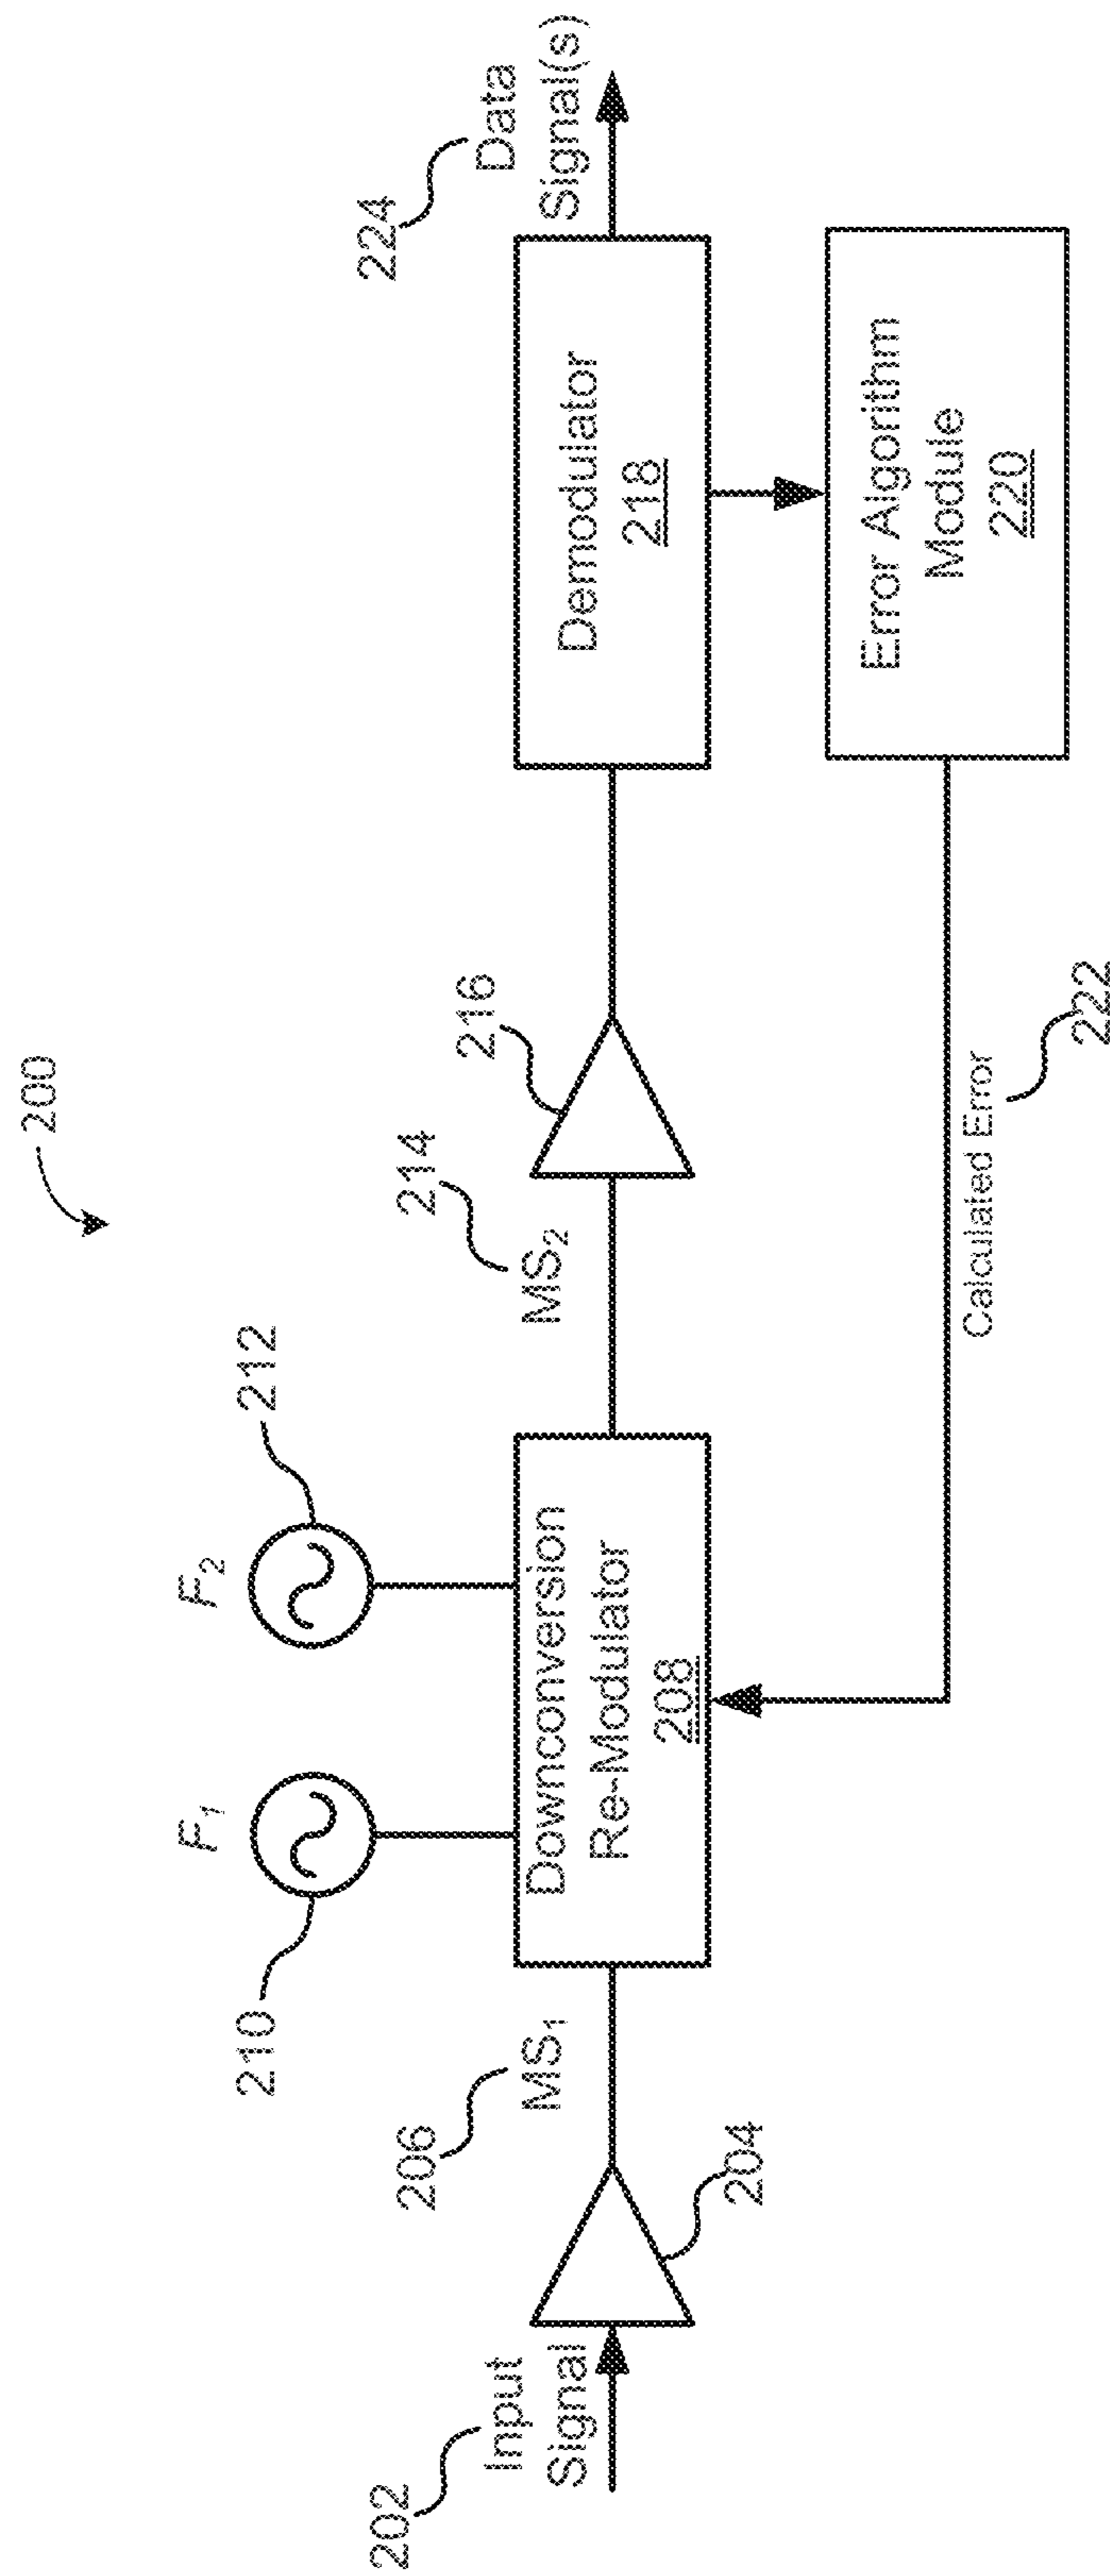 200
F₁
F₂
210
212
202
Input
Signal
204
206
MS₁
Downconversion
Re-Modulator
208
214
MS₂
216
Demodulator
218
224
Data
Signal(s)
Error Algorithm
Module
220
Calculated Error
222